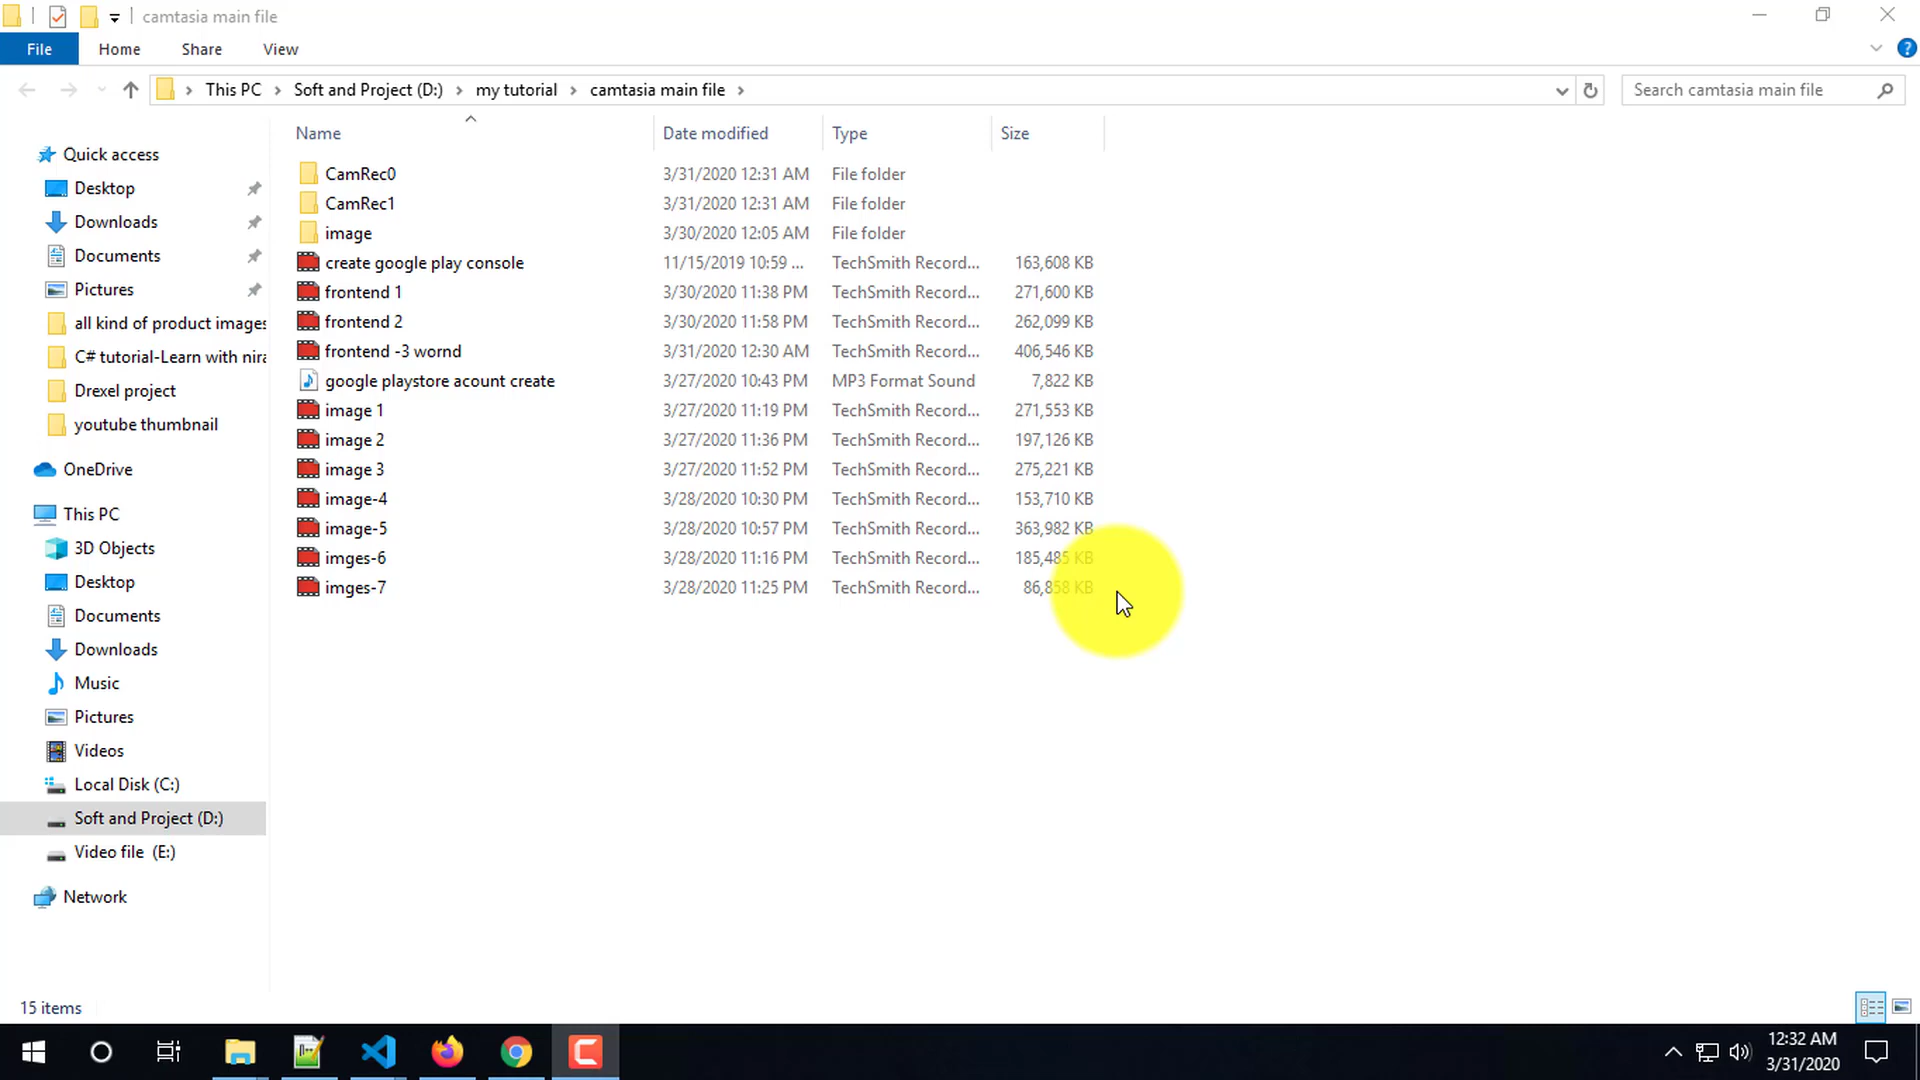 camtasia main file
File Home Share View
This PC Soft and Project (D:) my tutorial camtasia main file
Search camtasia main file
Name Date modified Type Size
Quick access
Desktop
Downloads
Documents
Pictures
all kind of product images
C# tutorial-Learn with nira
Drexel project
youtube thumbnail
OneDrive
This PC
3D Objects
Desktop
Documents
Downloads
Music
Pictures
Videos
Local Disk (C:)
Soft and Project (D:)
Video file (E:)
Network
CamRec0 3/31/2020 12:31 AM File folder
CamRec1 3/31/2020 12:31 AM File folder
image 3/30/2020 12:05 AM File folder
create google play console 11/15/2019 10:59 ... TechSmith Record... 163,608 KB
frontend 1 3/30/2020 11:38 PM TechSmith Record... 271,600 KB
frontend 2 3/30/2020 11:58 PM TechSmith Record... 262,099 KB
frontend -3 wornd 3/31/2020 12:30 AM TechSmith Record... 406,546 KB
google playstore acount create 3/27/2020 10:43 PM MP3 Format Sound 7,822 KB
image 1 3/27/2020 11:19 PM TechSmith Record... 271,553 KB
image 2 3/27/2020 11:36 PM TechSmith Record... 197,126 KB
image 3 3/27/2020 11:52 PM TechSmith Record... 275,221 KB
image-4 3/28/2020 10:30 PM TechSmith Record... 153,710 KB
image-5 3/28/2020 10:57 PM TechSmith Record... 363,982 KB
imges-6 3/28/2020 11:16 PM TechSmith Record... 185,485 KB
imges-7 3/28/2020 11:25 PM TechSmith Record... 86,858 KB
15 items
12:32 AM
3/31/2020